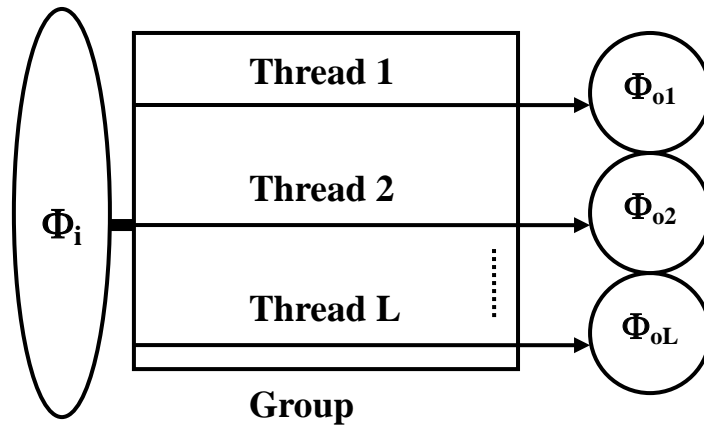 Thread 1
Φo1
Thread 2
Φi
Φo2
Thread L
ΦoL
Group